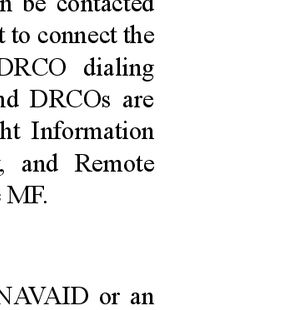 n be contacted
t to connect the
DRCO dialing
nd DRCOs are
ht Information
, and Remote
MF.
NAVAID or an